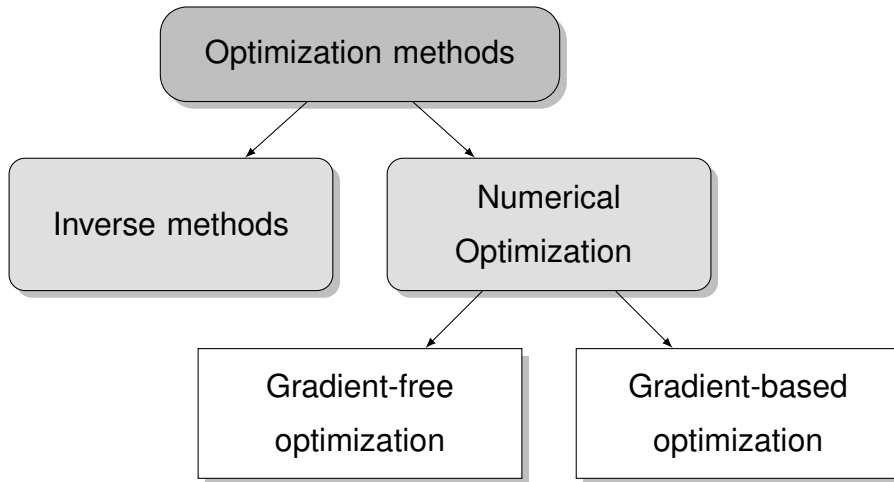 Optimization methods
Inverse methods
Numerical
Optimization
Gradient-free
optimization
Gradient-based
optimization